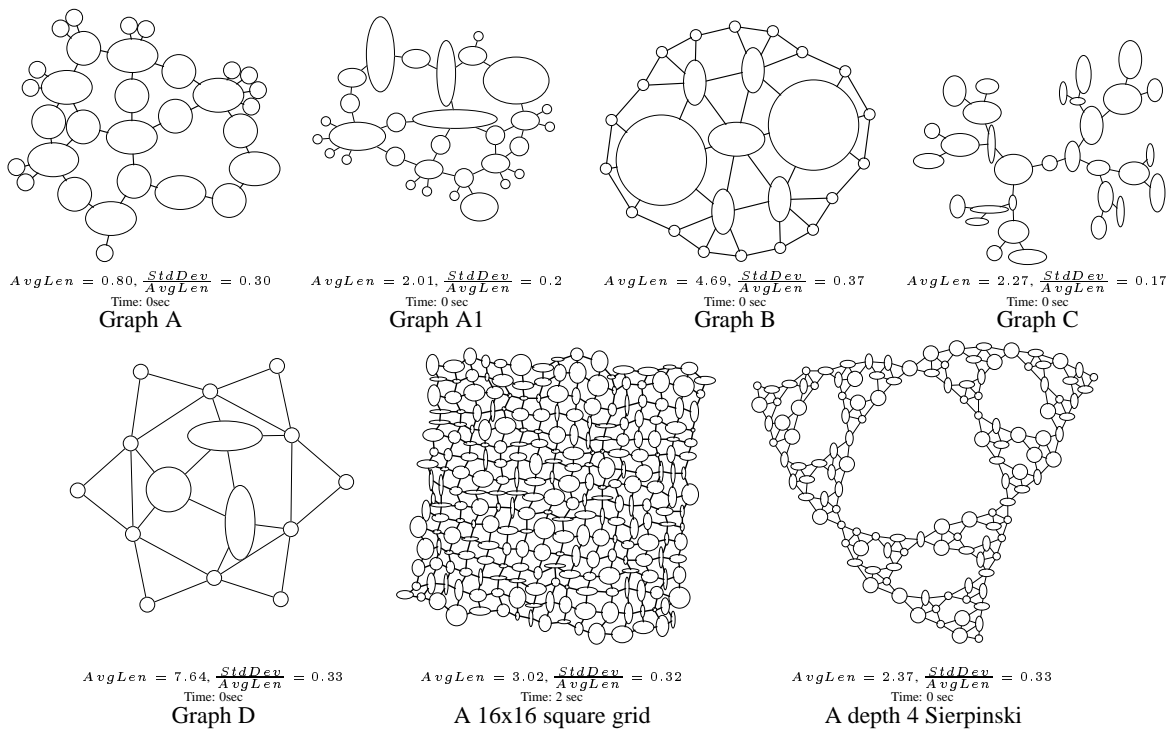 AvgLen = 0.80, StdDev/AvgLen = 0.30
Time: 0sec
Graph A
AvgLen = 2.01, StdDev/AvgLen = 0.2
Time: 0 sec
Graph A1
AvgLen = 4.69, StdDev/AvgLen = 0.37
Time: 0 sec
Graph B
AvgLen = 2.27, StdDev/AvgLen = 0.17
Time: 0 sec
Graph C
AvgLen = 7.64, StdDev/AvgLen = 0.33
Time: 0sec
Graph D
AvgLen = 3.02, StdDev/AvgLen = 0.32
Time: 2 sec
A 16x16 square grid
AvgLen = 2.37, StdDev/AvgLen = 0.33
Time: 0 sec
A depth 4 Sierpinski